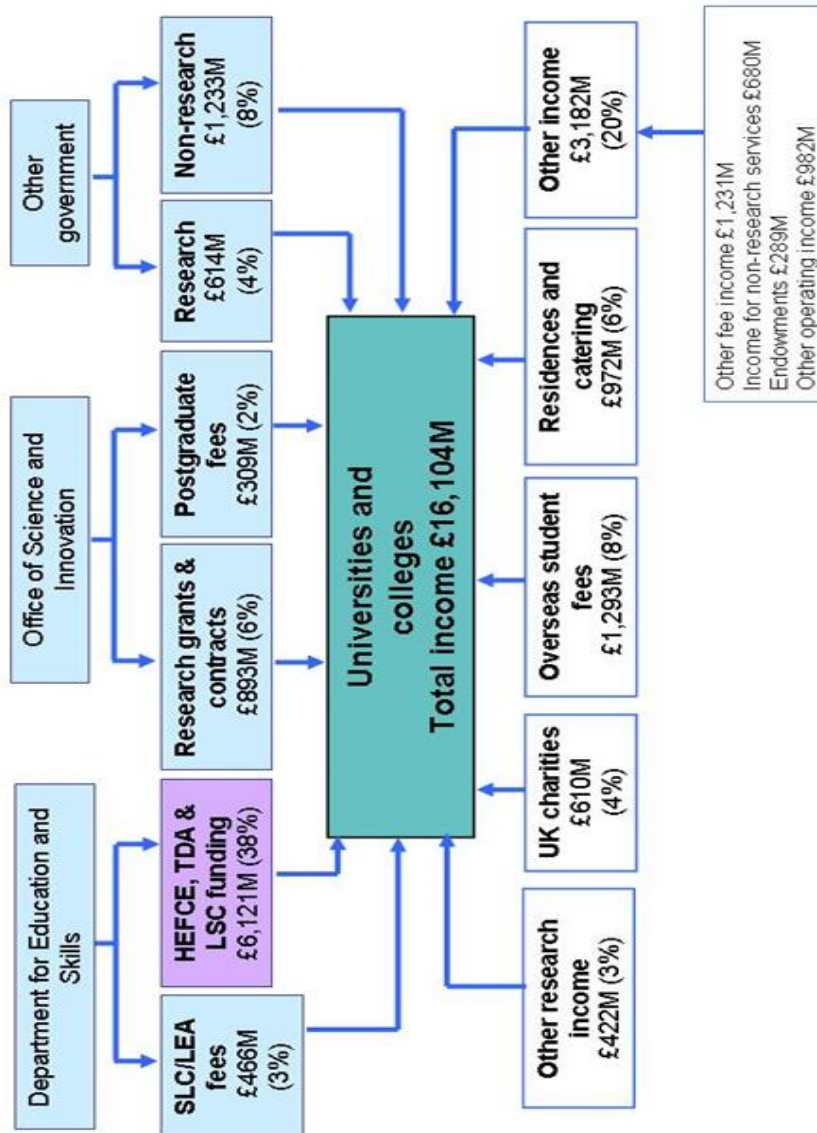 Department for Education and
Skills
Office of Science and
Innovation
Other
government
SLC/LEA
fees
£466M
(3%)
HEFCE, TDA &
LSC funding
£6,121M (38%)
Research grants &
contracts
£893M (6%)
Postgraduate
fees
£309M (2%)
Research
£614M
(4%)
Non-research
£1,233M
(8%)
Universities and
colleges
Total income £16,104M
Other research
income
£422M (3%)
UK charities
£610M
(4%)
Overseas student
fees
£1,293M (8%)
Residences and
catering
£972M (6%)
Other income
£3,182M
(20%)
Other fee income £1,231M
Income for non-research services £680M
Endowments £289M
Other operating income £982M